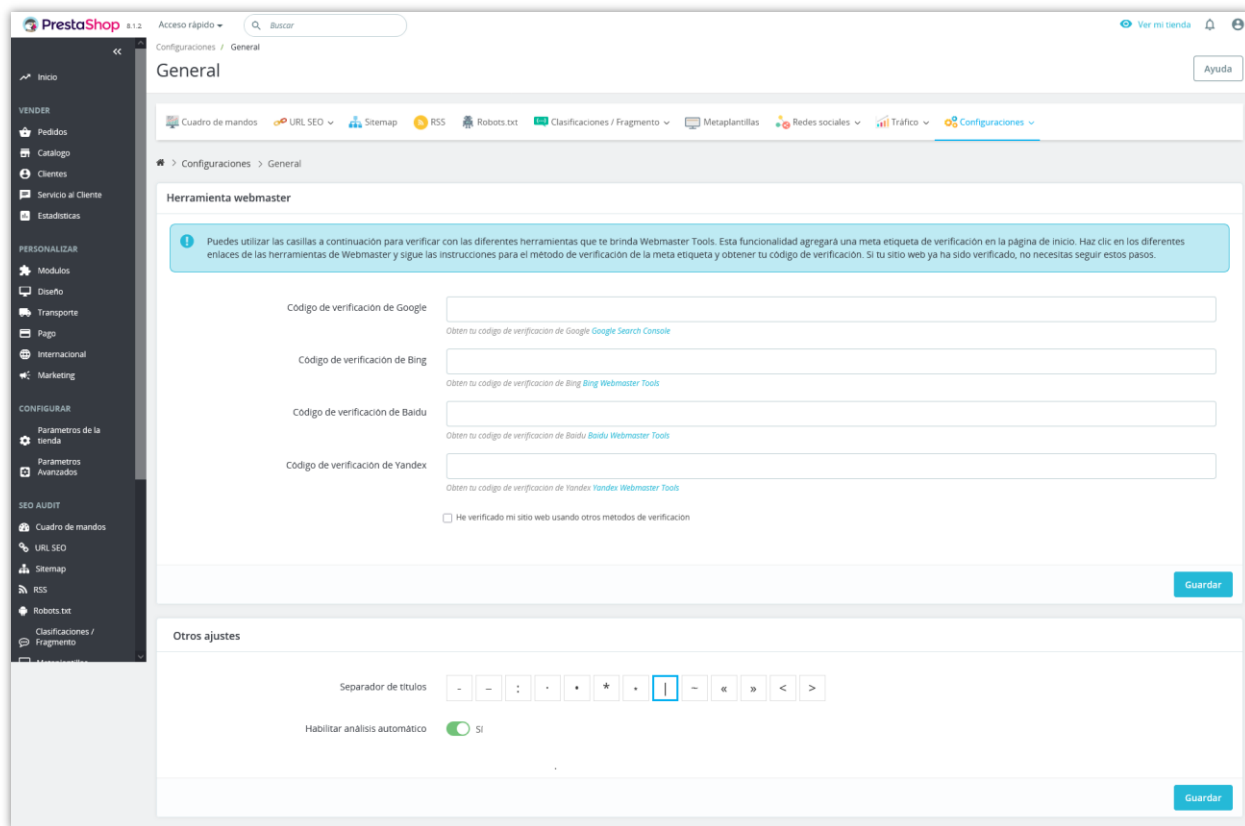 PrestaShop 8.1.2 Acceso rápido Buscar Ver mi tienda
Configuraciones / General
General
Ayuda
Inicio
VENDER
Pedidos
Catalogo
Clientes
Servicio al Cliente
Estadisticas
PERSONALIZAR
Modulos
Diseño
Transporte
Pago
Internacional
Marketing
CONFIGURAR
Parametros de la
tienda
Parametros
Avanzados
SEO AUDIT
Cuadro de mandos
URL SEO
Sitemap
RSS
Robots.txt
Clasificaciones /
Fragmento
Cuadro de mandos URL SEO Sitemap RSS Robots.txt Clasificaciones / Fragmento Metaplantillas Redes sociales Tráfico Configuraciones
> Configuraciones > General
Herramienta webmaster
Puedes utilizar las casillas a continuación para verificar con las diferentes herramientas que te brinda Webmaster Tools. Esta funcionalidad agregará una meta etiqueta de verificación en la página de inicio. Haz clic en los diferentes
enlaces de las herramientas de Webmaster y sigue las instrucciones para el método de verificación de la meta etiqueta y obtener tu código de verificación. Si tu sitio web ya ha sido verificado, no necesitas seguir estos pasos.
Código de verificación de Google
Obtén tu código de verificación de Google Google Search Console
Código de verificación de Bing
Obtén tu código de verificación de Bing Bing Webmaster Tools
Código de verificación de Baidu
Obtén tu código de verificación de Baidu Baidu Webmaster Tools
Código de verificación de Yandex
Obtén tu código de verificación de Yandex Yandex Webmaster Tools
He verificado mi sitio web usando otros métodos de verificación
Guardar
Otros ajustes
Separador de títulos - – : · • * ⋆ | ~ « » < >
Habilitar análisis automático SÍ
Guardar